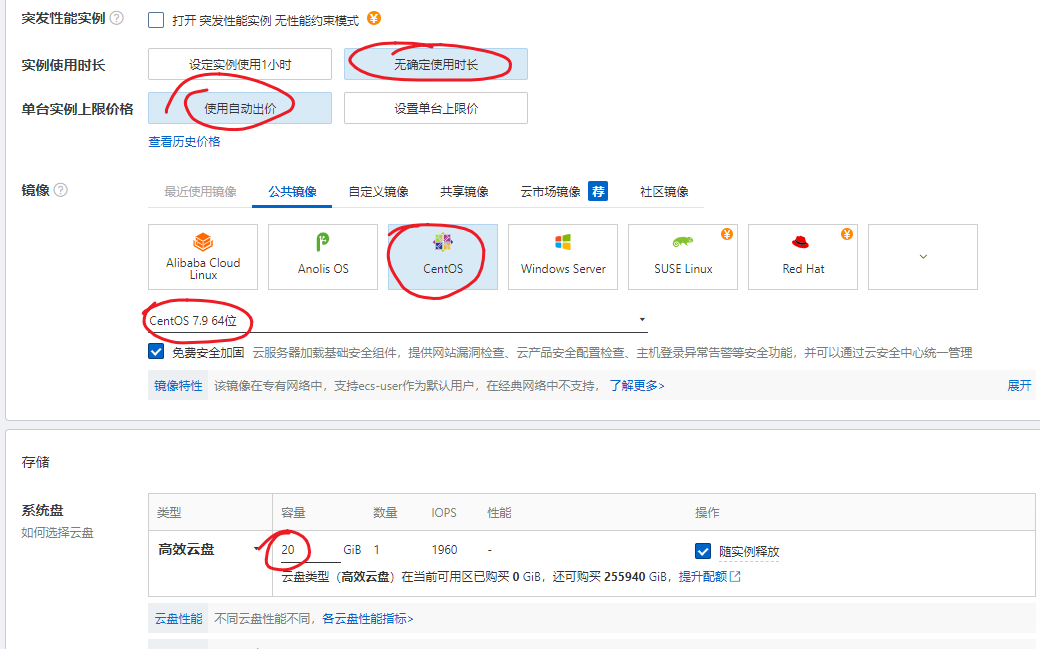 突发性能实例 ? 打开 突发性能实例 无性能约束模式 ¥
实例使用时长 设定实例使用1小时 无确定使用时长
单台实例上限价格 使用自动出价 设置单台上限价
查看历史价格
镜像 ? 最近使用镜像 公共镜像 自定义镜像 共享镜像 云市场镜像 荐 社区镜像
Alibaba Cloud Linux Anolis OS CentOS Windows Server SUSE Linux ¥ Red Hat ¥
CentOS 7.9 64位
免费安全加固 云服务器加载基础安全组件，提供网站漏洞检查、云产品安全配置检查、主机登录异常告警等安全功能，并可以通过云安全中心统一管理
镜像特性 该镜像在专有网络中，支持ecs-user作为默认用户，在经典网络中不支持， 了解更多> 展开
存储
系统盘
如何选择云盘
类型 容量 数量 IOPS 性能 操作
高效云盘 20 GiB 1 1960 - 随实例释放
云盘类型（高效云盘）在当前可用区已购买 0 GiB，还可购买 255940 GiB，提升配额
云盘性能 不同云盘性能不同，各云盘性能指标>